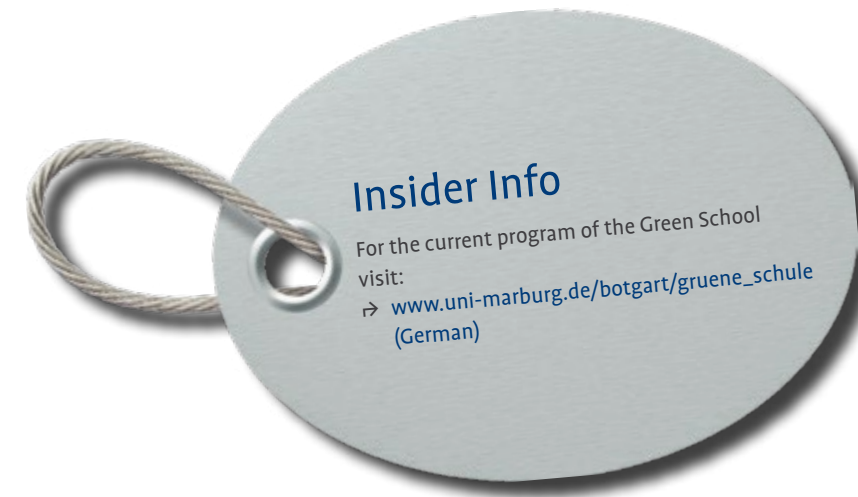 Insider Info
For the current program of the Green School
visit:
↱ www.uni-marburg.de/botgart/gruene_schule
(German)